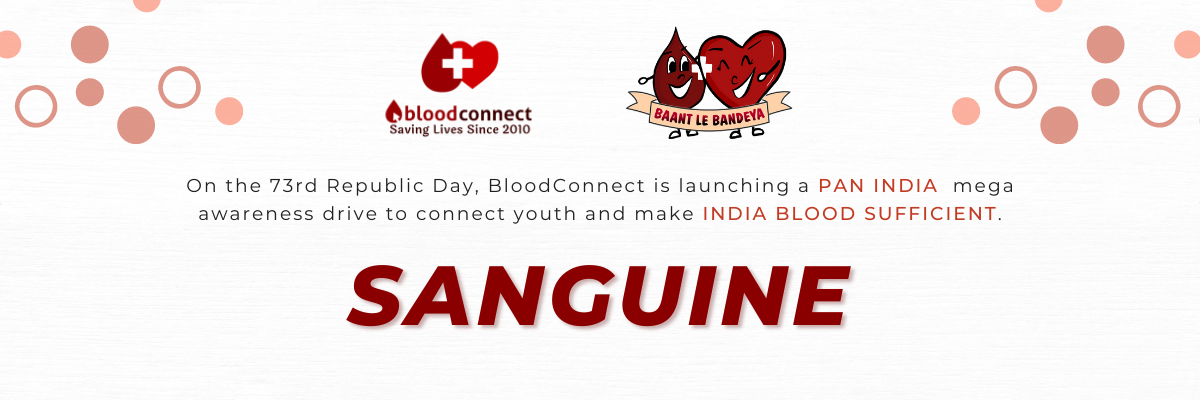 bloodconnect
Saving Lives Since 2010
BAANT LE BANDEYA
On the 73rd Republic Day, BloodConnect is launching a PAN INDIA mega
awareness drive to connect youth and make INDIA BLOOD SUFFICIENT.
SANGUINE